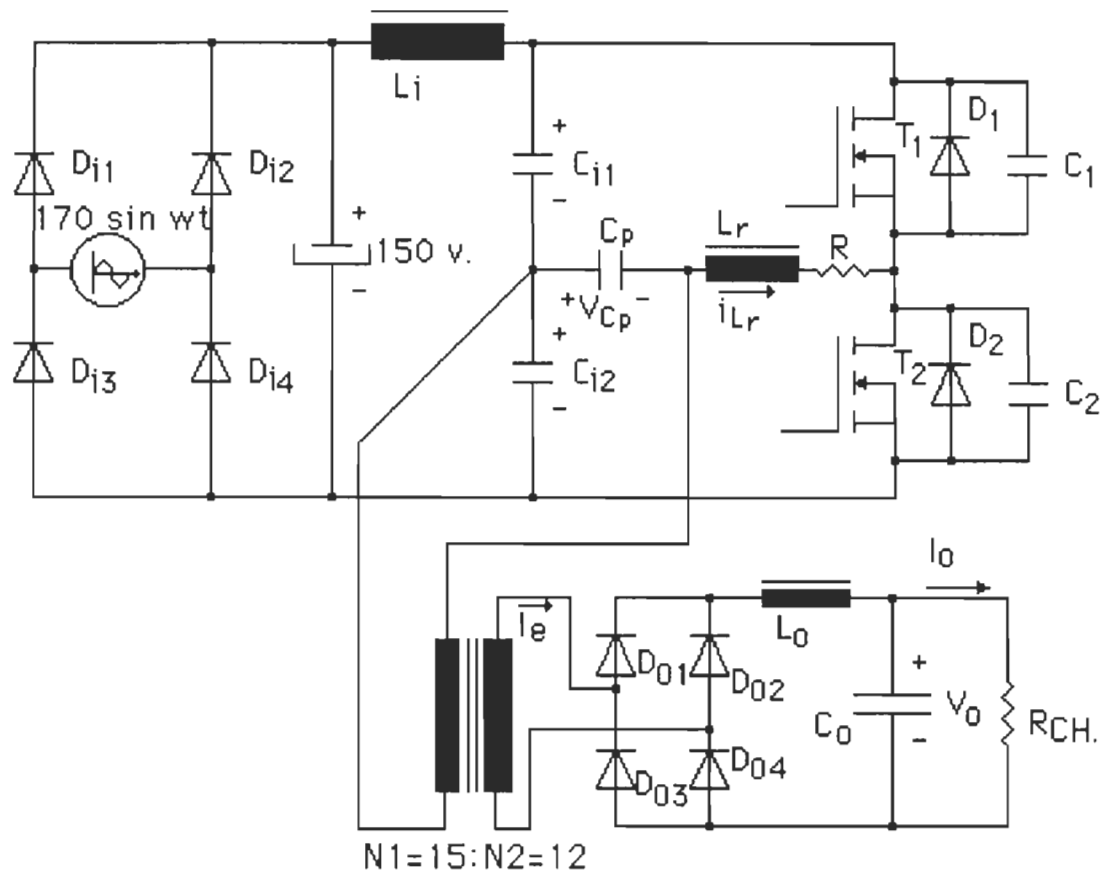 Li
Di1
Di2
170 sin wt
150 v.
Di3
Di4
+
Ci1
-
Cp
+ VCp -
+
Ci2
-
Lr
R
iLr
T1
D1
C1
T2
D2
C2
+
-
Ie
N1=15:N2=12
D01
D02
D03
D04
L0
I0
C0
+
V0
-
RCH.